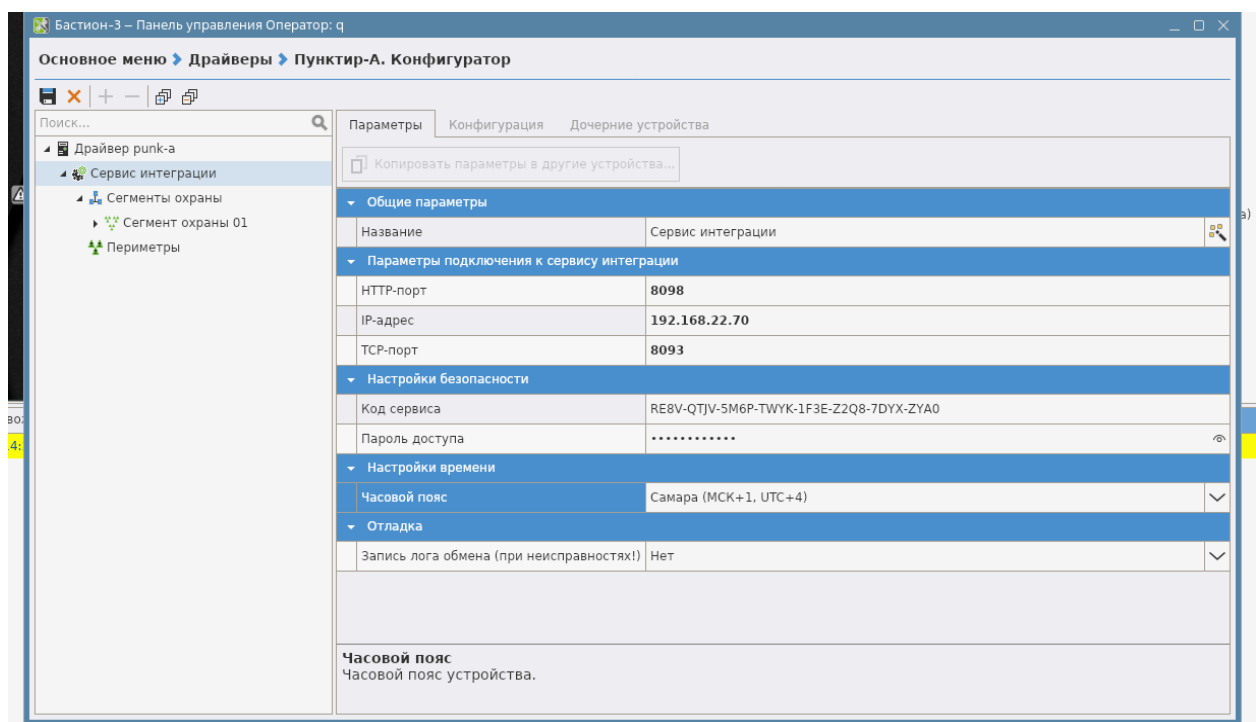 Бастион-3 – Панель управления Оператор: q
Основное меню Драйверы Пунктир-А. Конфигуратор
Поиск...
Драйвер punk-a
Сервис интеграции
Сегменты охраны
Сегмент охраны 01
Периметры
Параметры Конфигурация Дочерние устройства
Копировать параметры в другие устройства...
Общие параметры
Название Сервис интеграции
Параметры подключения к сервису интеграции
HTTP-порт 8098
IP-адрес 192.168.22.70
TCP-порт 8093
Настройки безопасности
Код сервиса RE8V-QTJV-5M6P-TWYK-1F3E-Z2Q8-7DYX-ZYA0
Пароль доступа ••••••••••••
Настройки времени
Часовой пояс Самара (МСК+1, UTC+4)
Отладка
Запись лога обмена (при неисправностях!) Нет
Часовой пояс
Часовой пояс устройства.